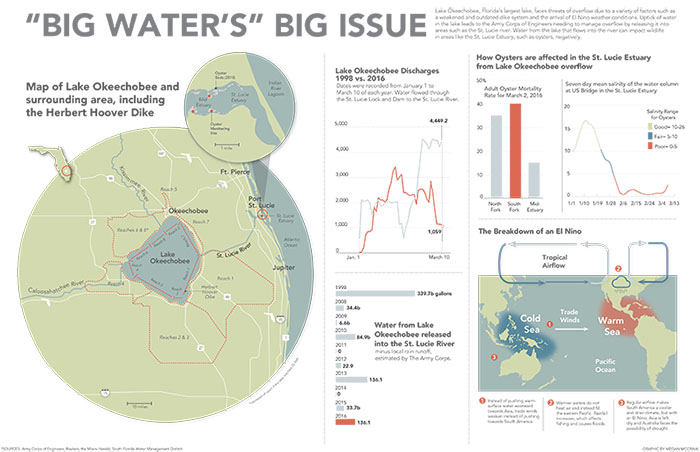 "BIG WATER'S" BIG ISSUE
Lake Okeechobee, Florida's largest lake, faces threats of overflow due to a variety of factors such as
a weakened and outdated dike system and the arrival of El Nino weather conditions. Uptick of water
in the lake leads to the Army Corps of Engineers needing to manage overflow by releasing it into
areas such as the St. Lucie river. Water from the lake that flows into the river can impact wildlife
in areas like the St. Lucie Estuary, such as oysters, negatively.
Map of Lake Okeechobee and
surrounding area, including
the Herbert Hoover Dike
Oyster
Beds (2010)
Mid
Estuary
St. Lucie
Estuary
Indian
River
Lagoon
Oyster
Monitoring
Site
1 miles
Kissimmee River
Ft. Pierce
Reach 5
Port
St. Lucie
Okeechobee
Reach 7
St. Lucie
Estuary
Reaches 6 & 8
Atlantic
Ocean
Lake
Okeechobee
St. Lucie River
Jupiter
Caloosahatchee River
Reach 4
Reach 1
Herbert
Hoover
Dike
Reaches 2 & 3
10 miles
Lake Okeechobee Discharges
1998 vs. 2016
Dates were recorded from January 1 to
March 10 of each year. Water flowed through
the St. Lucie Lock and Dam to the St. Lucie River.
5,000
4,449.2
4,000
3,000
2,000
1,000
1,059
0
Jan. 1
March 10
1998
339.7b gallons
2008
34.4b
2009
6.6b
2010
84.9b
2011
0
2012
22.9
2013
136.1
2014
0
2015
33.7b
2016
136.1
Water from Lake
Okeechobee released
into the St. Lucie River
minus local rain runoff,
estimated by The Army Corps.
How Oysters are affected in the St. Lucie Estuary
from Lake Okeechobee overflow
50%
40
30
20
10
0
Adult Oyster Mortality
Rate for March 2, 2016
North
Fork
South
Fork
Mid-
Estuary
Seven day mean salinity of the water column
at US Bridge in the St. Lucie Estuary
20
15
10
5
0
1/1
1/10
1/19
1/28
2/6
2/15
2/24
3/4
2/13
Salinity Range
for Oysters
Good= 10-26
Fair= 5-10
Poor= 0-5
The Breakdown of an El Nino
Tropical
Airflow
2
Trade
Winds
Cold
Sea
1
Warm
Sea
3
Pacific
Ocean
1 Instead of pushing warm
surface water westward
towards Asia, trade winds
weaken instead of pushing
towards South America.
2 Warmer waters do not
heat air and instead fill
the eastern Pacific. Rainfall
increases, which affects
fishing and causes floods.
3 Regular airflow makes
South America a cooler
and drier climate, but with
an El Nino, Asia is left
dry and Australia faces the
possibility of drought.
SOURCES: Army Corps of Engineers, Reuters, the Miami Herald, South Florida Water Management District
GRAPHIC BY MEGAN MCCRINK